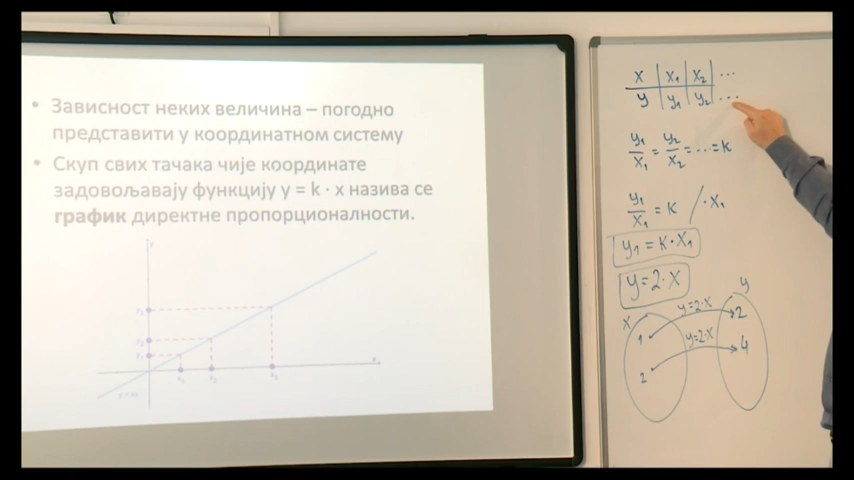 • Зависност неких величина – погодно
представити у координатном систему
• Скуп свих тачака чије координате
задовољавају функцију y = k · x назива се
график директне пропорционалности.
y
y₃
y₂
y₁
x₁ x₂ x₃ x
x | x₁ | x₂ | ...
y | y₁ | y₂ | ...
y₁/x₁ = y₂/x₂ = ... = k
y₁/x₁ = k / · x₁
y₁ = k · x₁
y = 2 · x
x y
1 y=2·x 2
2 y=2·x 4